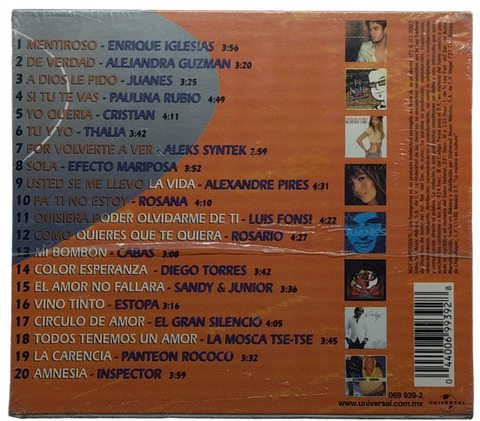 1 MENTIROSO - ENRIQUE IGLESIAS 3:56
2 DE VERDAD - ALEJANDRA GUZMAN 3:20
3 A DIOS LE PIDO - JUANES 3:25
4 SI TU TE VAS - PAULINA RUBIO 4:49
5 YO QUERIA - CRISTIAN 4:11
6 TU Y YO - THALIA 3:42
7 POR VOLVERTE A VER - ALEKS SYNTEK 2:59
8 SOLA - EFECTO MARIPOSA 3:52
9 USTED SE ME LLEVO LA VIDA - ALEXANDRE PIRES 4:31
10 PA' TI NO ESTOY - ROSANA 4:10
11 QUISIERA PODER OLVIDARME DE TI - LUIS FONSI 4:22
12 COMO QUIERES QUE TE QUIERA - ROSARIO 4:27
13 MI BOMBON - CABAS 3:08
14 COLOR ESPERANZA - DIEGO TORRES 3:42
15 EL AMOR NO FALLARA - SANDY & JUNIOR 3:36
16 VINO TINTO - ESTOPA 3:16
17 CIRCULO DE AMOR - EL GRAN SILENCIO 4:05
18 TODOS TENEMOS UN AMOR - LA MOSCA TSE-TSE 3:45
19 LA CARENCIA - PANTEON ROCOCO 3:32
20 AMNESIA - INSPECTOR 3:59
JUANES
0 44006 99392 8
069 939-2
www.universal.com.mx
UNIVERSAL